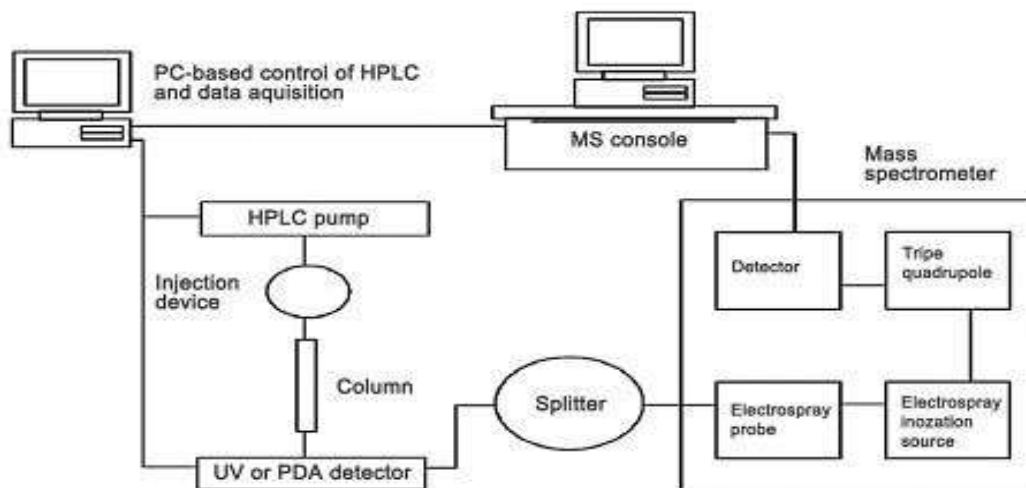 PC-based control of HPLC
and data aquisition
MS console
Mass
spectrometer
HPLC pump
Injection
device
Column
UV or PDA detector
Splitter
Detector
Tripe
quadrupole
Electrospray
probe
Electrospray
inozation
source